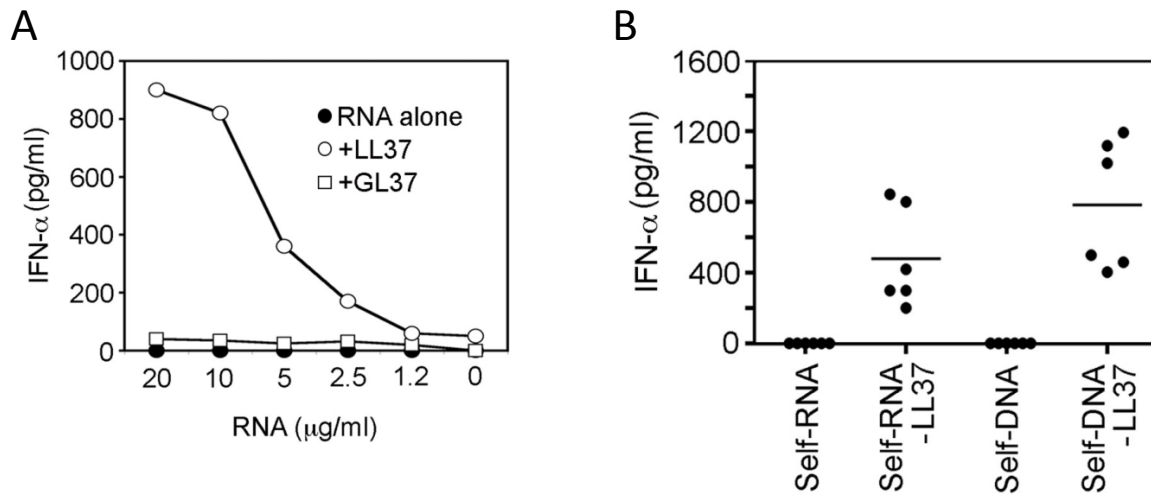 A
IFN-α (pg/ml)
1000
800
600
400
200
0
RNA alone
+LL37
+GL37
20 10 5 2.5 1.2 0
RNA (μg/ml)
B
IFN-α (pg/ml)
1600
1200
800
400
0
Self-RNA
Self-RNA
-LL37
Self-DNA
Self-DNA
-LL37